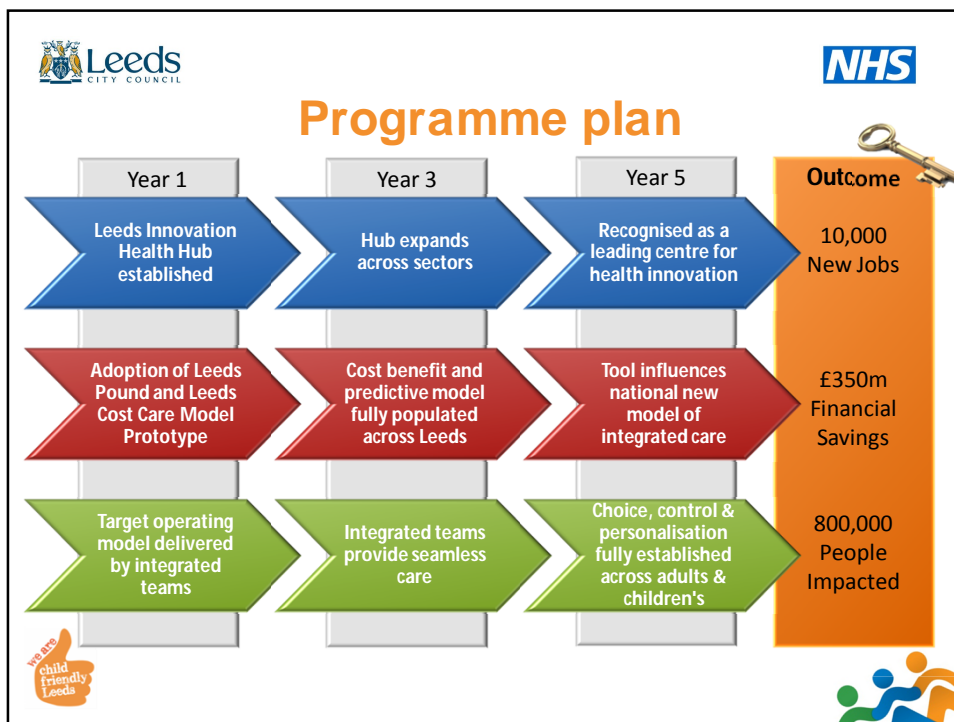 Leeds
CITY COUNCIL
NHS
Programme plan
Year 1
Year 3
Year 5
Outcome
Leeds Innovation
Health Hub
established
Hub expands
across sectors
Recognised as a
leading centre for
health innovation
10,000
New Jobs
Adoption of Leeds
Pound and Leeds
Cost Care Model
Prototype
Cost benefit and
predictive model
fully populated
across Leeds
Tool influences
national new
model of
integrated care
£350m
Financial
Savings
Target operating
model delivered
by integrated
teams
Integrated teams
provide seamless
care
Choice, control &
personalisation
fully established
across adults &
children's
800,000
People
Impacted
we are
child
friendly
Leeds